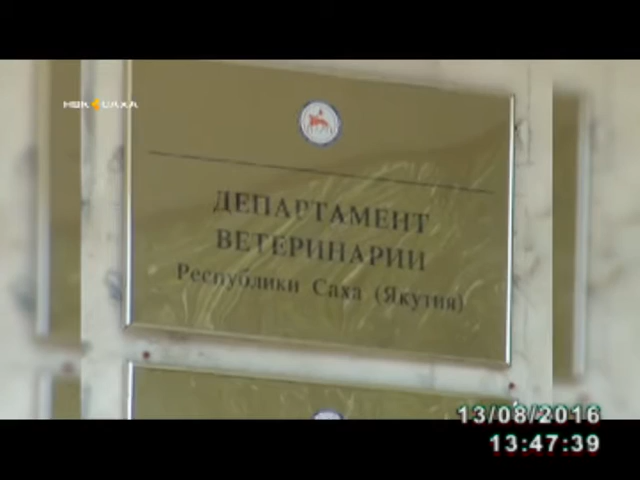 НВК САХА
ДЕПАРТАМЕНТ
ВЕТЕРИНАРИИ
Республики Саха (Якутия)
13/08/2016
13:47:39